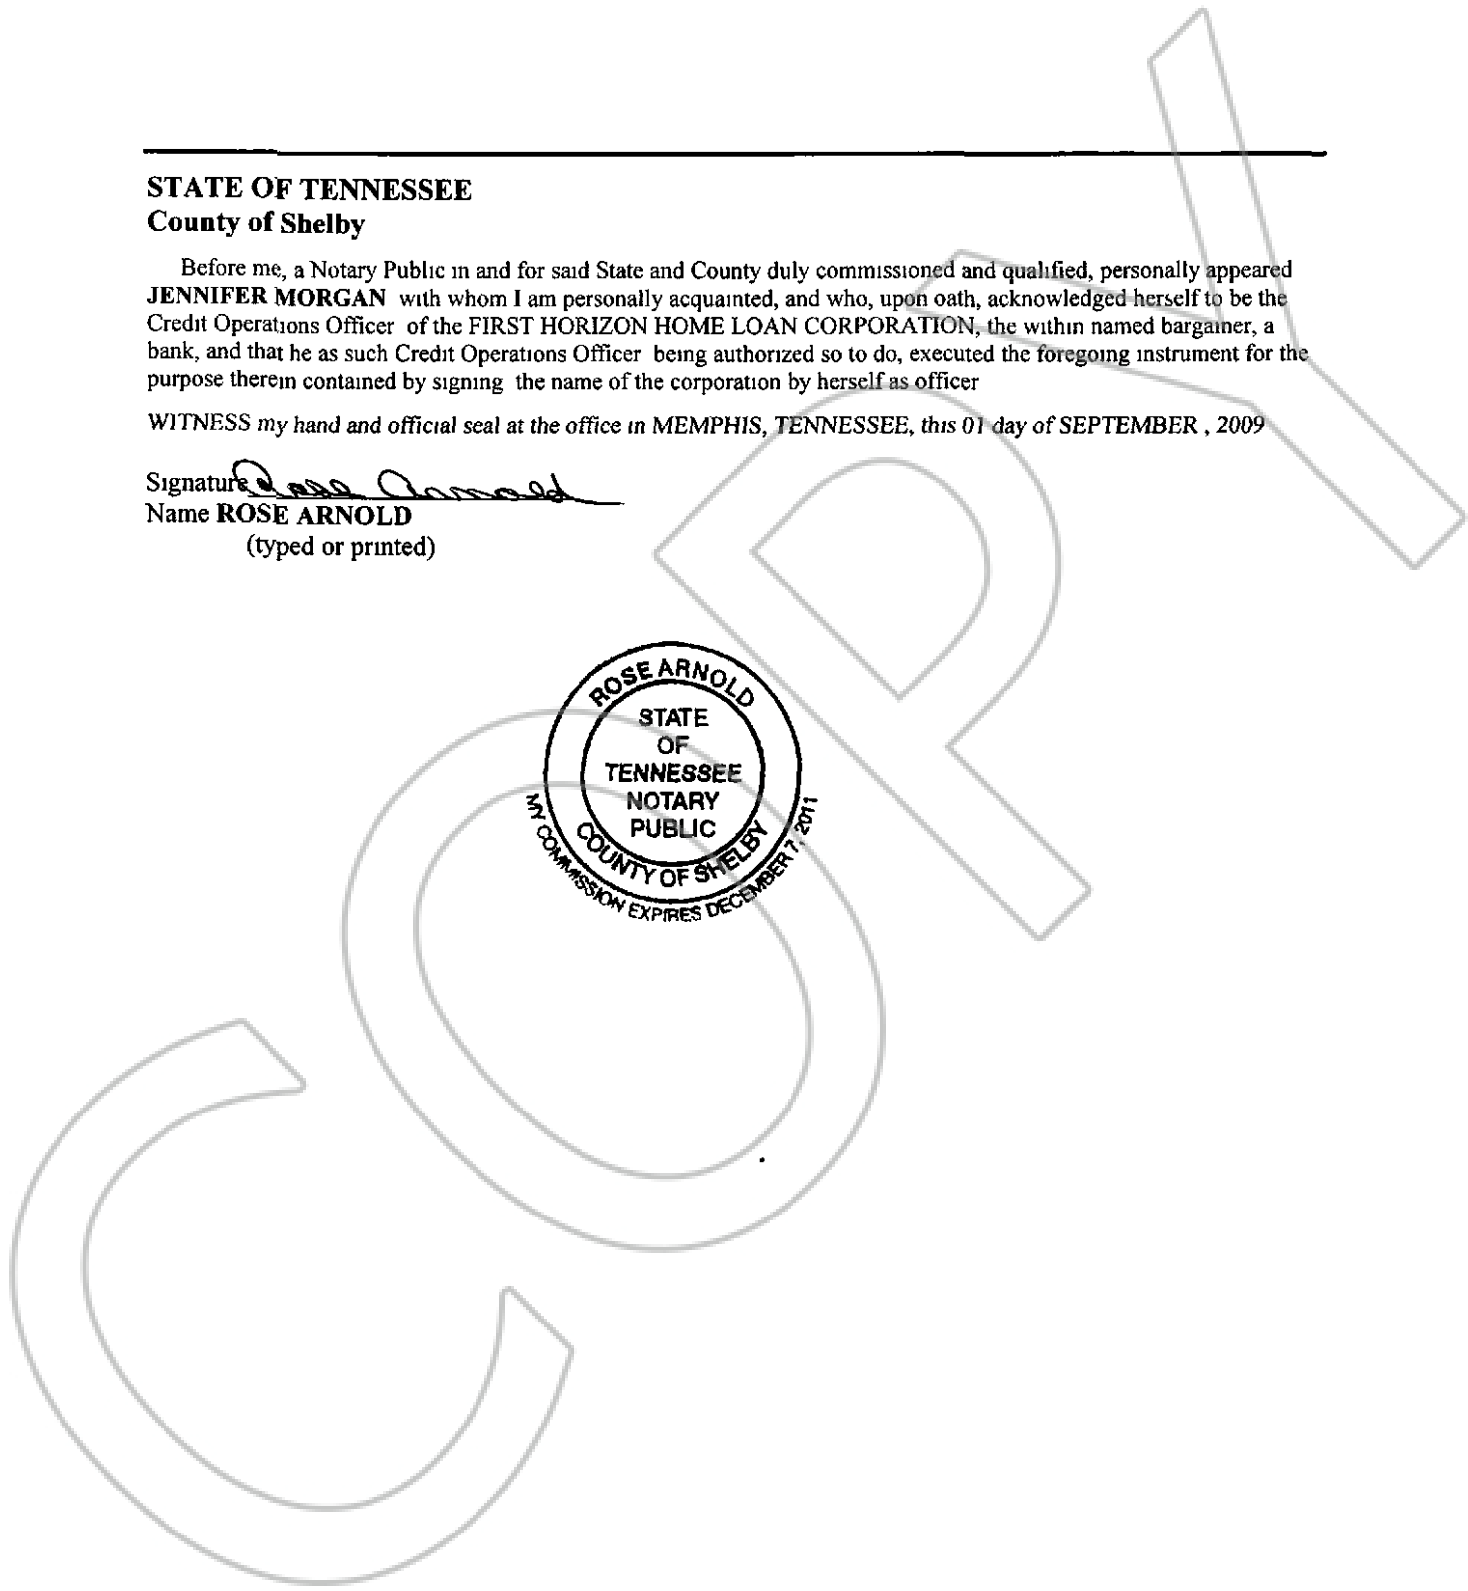 STATE OF TENNESSEE
County of Shelby
Before me, a Notary Public in and for said State and County duly commissioned and qualified, personally appeared
JENNIFER MORGAN with whom I am personally acquainted, and who, upon oath, acknowledged herself to be the
Credit Operations Officer of the FIRST HORIZON HOME LOAN CORPORATION, the within named bargainer, a
bank, and that he as such Credit Operations Officer being authorized so to do, executed the foregoing instrument for the
purpose therein contained by signing the name of the corporation by herself as officer
WITNESS my hand and official seal at the office in MEMPHIS, TENNESSEE, this 01 day of SEPTEMBER , 2009
Signature Rose Arnold
Name ROSE ARNOLD
(typed or printed)
ROSE ARNOLD
STATE
OF
TENNESSEE
NOTARY
PUBLIC
COUNTY OF SHELBY
MY COMMISSION EXPIRES DECEMBER 7, 2011
COPY